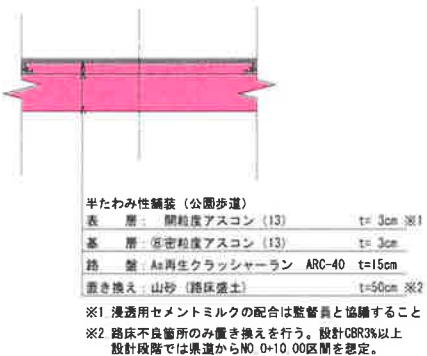 半たわみ性舗装（公園歩道）
表　層： 開粒度アスコン（13） t= 3cm ※1
基　層：㊢密粒度アスコン（13） t= 3cm
路　盤：As再生クラッシャーラン ARC-40 t=15cm
置き換え：山砂（路床盛土） t=50cm ※2
※1 浸透用セメントミルクの配合は監督員と協議すること
※2 路床不良箇所のみ置き換えを行う。設計CBR3%以上
設計段階では県道からNO.0+10.00区間を想定。